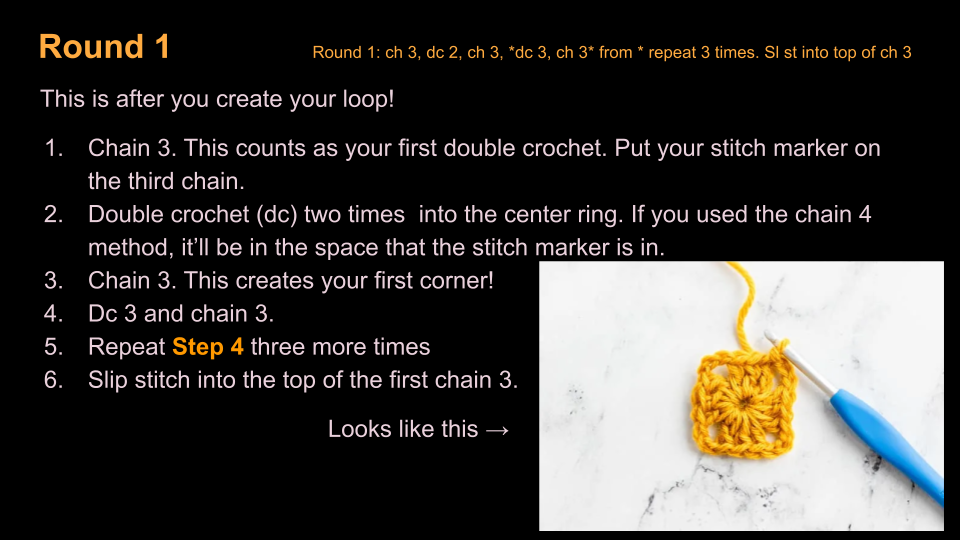 Round 1
Round 1: ch 3, dc 2, ch 3, *dc 3, ch 3* from * repeat 3 times. Sl st into top of ch 3
This is after you create your loop!
1. Chain 3. This counts as your first double crochet. Put your stitch marker on
the third chain.
2. Double crochet (dc) two times  into the center ring. If you used the chain 4
method, it’ll be in the space that the stitch marker is in.
3. Chain 3. This creates your first corner!
4. Dc 3 and chain 3.
5. Repeat Step 4 three more times
6. Slip stitch into the top of the first chain 3.
Looks like this →